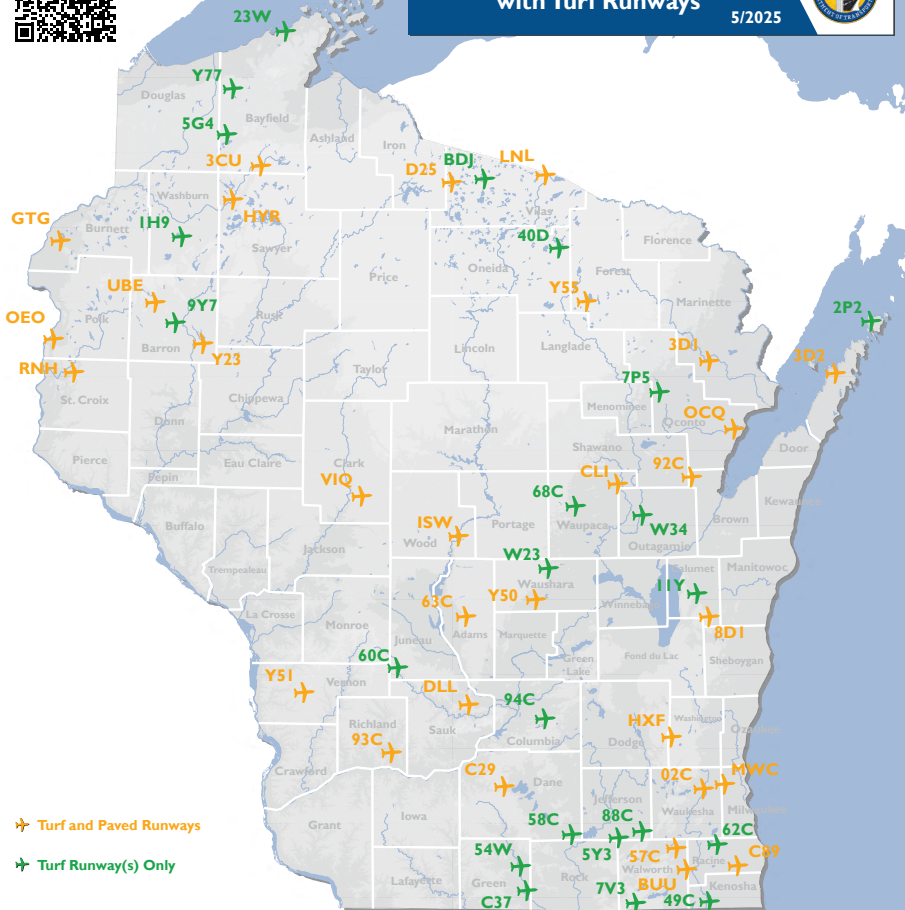 with Turf Runways
5/2025
23W
Y77
Douglas
Bayfield
5G4
Ashland
Iron
3CU
D25
BDJ
LNL
Washburn
HYR
Vilas
GTG
Burnett
1H9
Sawyer
40D
Florence
Oneida
Forest
Price
UBE
9Y7
Y55
Marinette
2P2
OEO
Polk
Rusk
Barron
Y23
Lincoln
Langlade
3D1
3D2
RNH
Taylor
7P5
St. Croix
Chippewa
Menominee
OCQ
Oconto
Dunn
Marathon
Door
Shawano
Pierce
Eau Claire
Clark
CLI
92C
Pepin
VIQ
68C
Kewaunee
Buffalo
ISW
Portage
Waupaca
W34
Brown
Wood
Outagamie
Jackson
W23
Trempealeau
Calumet
Manitowoc
Waushara
11Y
63C
Y50
Winnebago
La Crosse
Monroe
Juneau
Adams
Marquette
8D1
60C
Green
Lake
Fond du Lac
Sheboygan
Y51
Vernon
DLL
94C
Richland
Sauk
Columbia
HXF
Washington
Dodge
Ozaukee
93C
Crawford
C29
Dane
02C
MWC
Jefferson
Waukesha
Milwaukee
Turf and Paved Runways
Grant
Iowa
58C
88C
62C
Turf Runway(s) Only
54W
5Y3
57C
Racine
C89
Lafayette
Green
Rock
Walworth
C37
7V3
BUU
Kenosha
49C